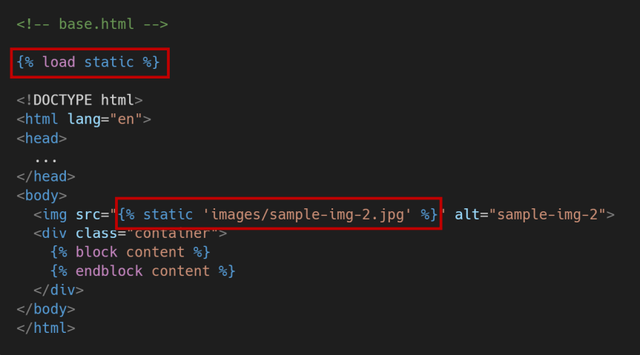 <!-- base.html -->
{% load static %}
<!DOCTYPE html>
<html lang="en">
<head>
...
</head>
<body>
<img src="{% static 'images/sample-img-2.jpg' %}" alt="sample-img-2">
<div class="container">
{% block content %}
{% endblock content %}
</div>
</body>
</html>